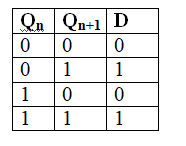 Qn Qn+1 D
0 0 0
0 1 1
1 0 0
1 1 1